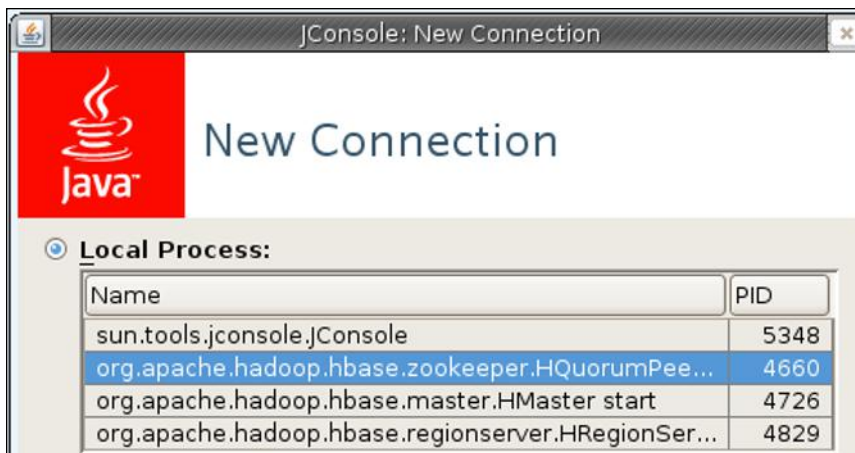 JConsole: New Connection
Java™
New Connection
Local Process:
Name PID
sun.tools.jconsole.JConsole 5348
org.apache.hadoop.hbase.zookeeper.HQuorumPee... 4660
org.apache.hadoop.hbase.master.HMaster start 4726
org.apache.hadoop.hbase.regionserver.HRegionSer... 4829